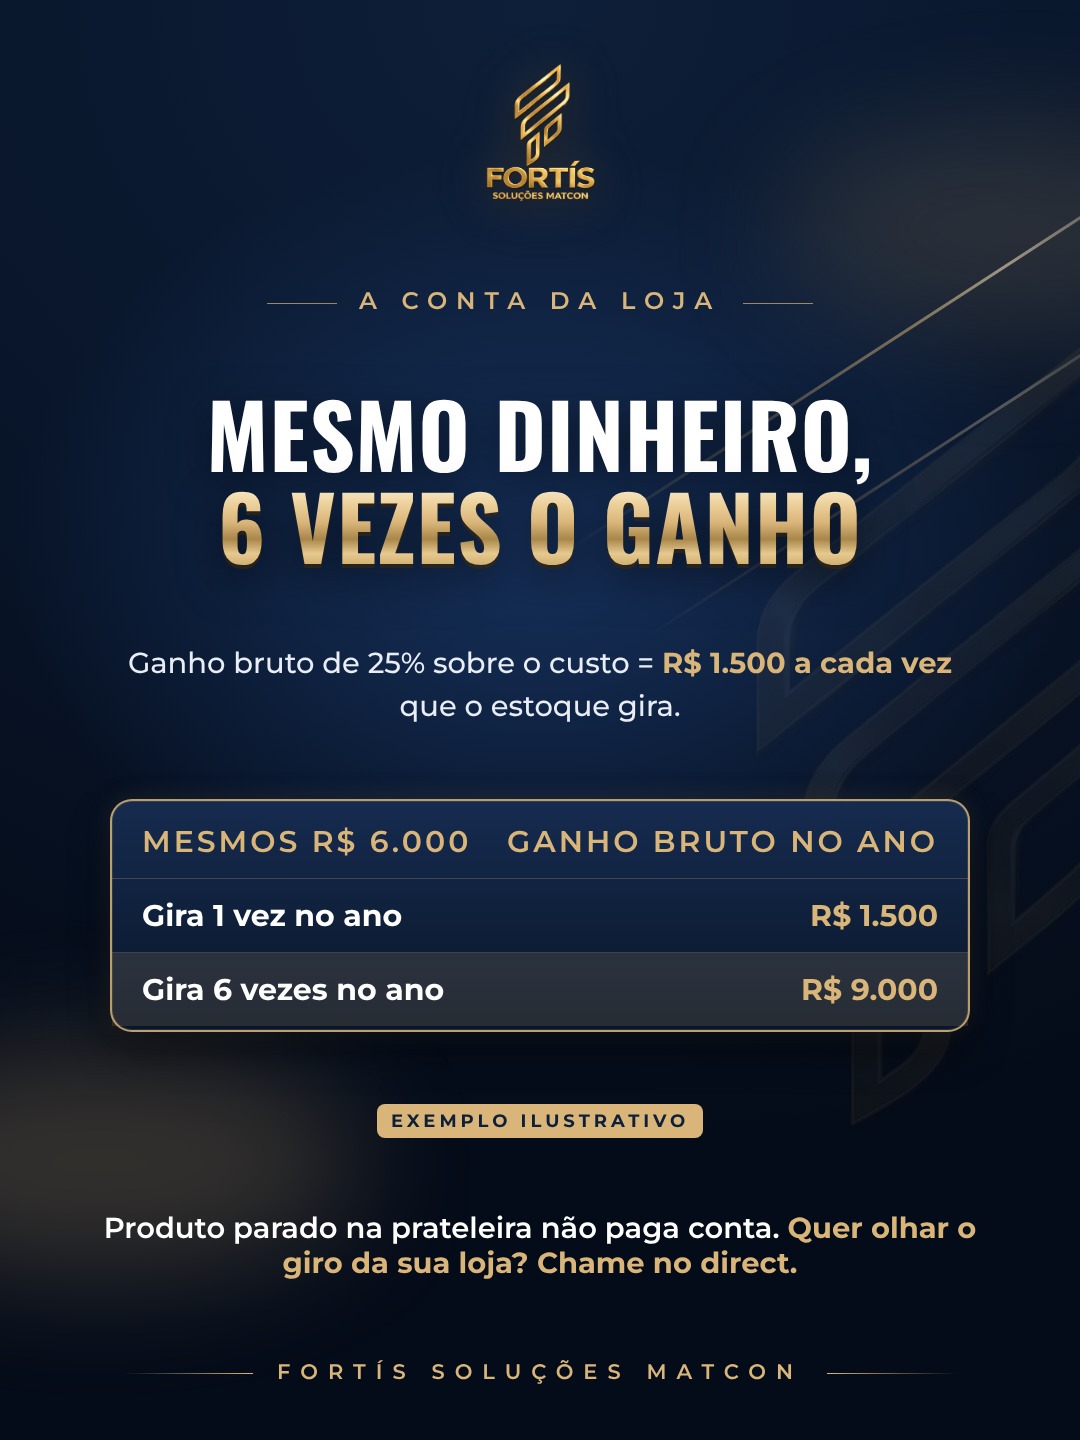 FORTÍS
SOLUÇÕES MATCON
A CONTA DA LOJA
MESMO DINHEIRO,
6 VEZES O GANHO
Ganho bruto de 25% sobre o custo = R$ 1.500 a cada vez
que o estoque gira.
MESMOS R$ 6.000 GANHO BRUTO NO ANO
Gira 1 vez no ano R$ 1.500
Gira 6 vezes no ano R$ 9.000
EXEMPLO ILUSTRATIVO
Produto parado na prateleira não paga conta. Quer olhar o
giro da sua loja? Chame no direct.
FORTÍS SOLUÇÕES MATCON